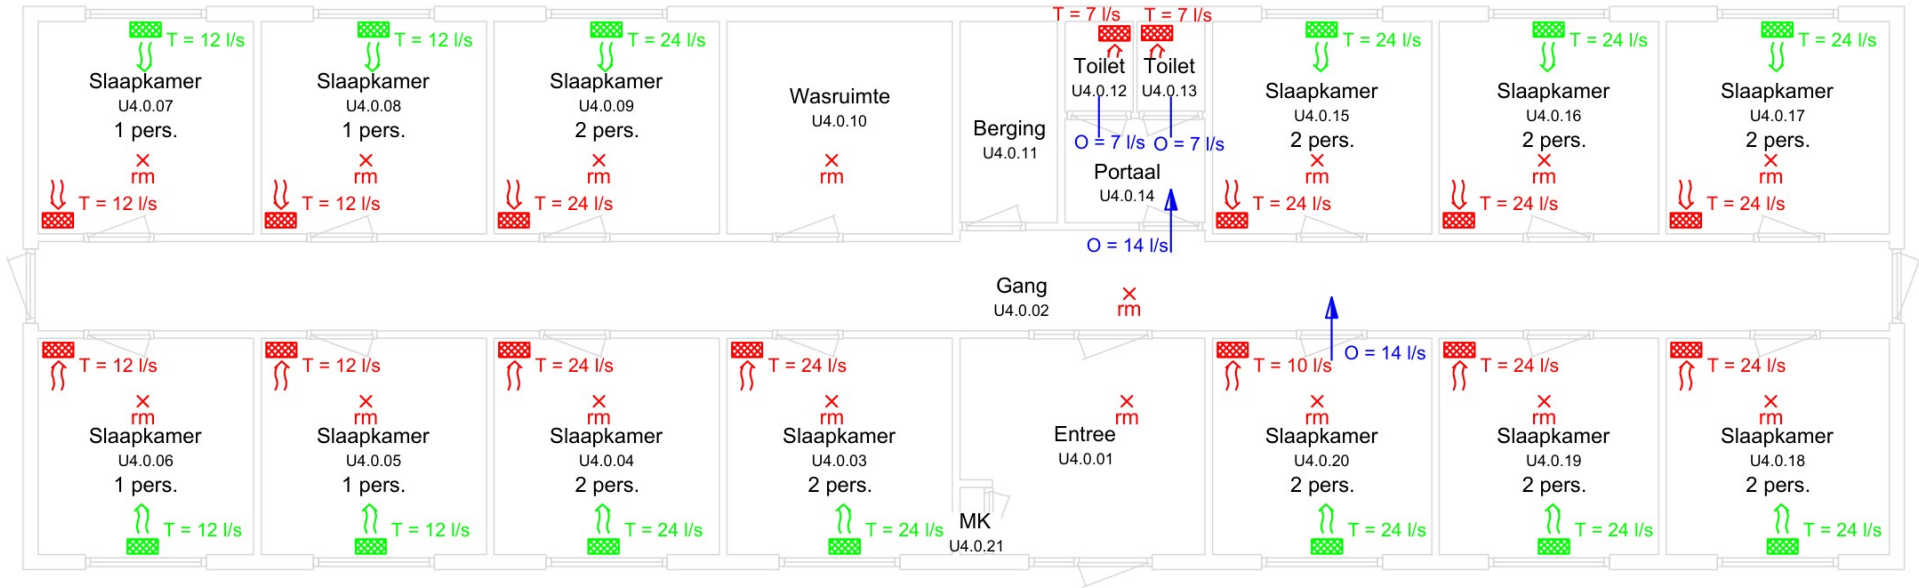 T = 12 l/s
Slaapkamer
U4.0.07
1 pers.
rm
T = 12 l/s
T = 12 l/s
Slaapkamer
U4.0.08
1 pers.
rm
T = 12 l/s
T = 24 l/s
Slaapkamer
U4.0.09
2 pers.
rm
T = 24 l/s
Wasruimte
U4.0.10
rm
Berging
U4.0.11
T = 7 l/s
Toilet
U4.0.12
O = 7 l/s
T = 7 l/s
Toilet
U4.0.13
O = 7 l/s
Portaal
U4.0.14
O = 14 l/s
T = 24 l/s
Slaapkamer
U4.0.15
2 pers.
rm
T = 24 l/s
T = 24 l/s
Slaapkamer
U4.0.16
2 pers.
rm
T = 24 l/s
T = 24 l/s
Slaapkamer
U4.0.17
2 pers.
rm
T = 24 l/s
Gang
U4.0.02
rm
T = 12 l/s
rm
Slaapkamer
U4.0.06
1 pers.
T = 12 l/s
T = 12 l/s
rm
Slaapkamer
U4.0.05
1 pers.
T = 12 l/s
T = 24 l/s
rm
Slaapkamer
U4.0.04
2 pers.
T = 24 l/s
T = 24 l/s
rm
Slaapkamer
U4.0.03
2 pers.
T = 24 l/s
rm
Entree
U4.0.01
MK
U4.0.21
T = 10 l/s
O = 14 l/s
rm
Slaapkamer
U4.0.20
2 pers.
T = 24 l/s
T = 24 l/s
rm
Slaapkamer
U4.0.19
2 pers.
T = 24 l/s
T = 24 l/s
rm
Slaapkamer
U4.0.18
2 pers.
T = 24 l/s